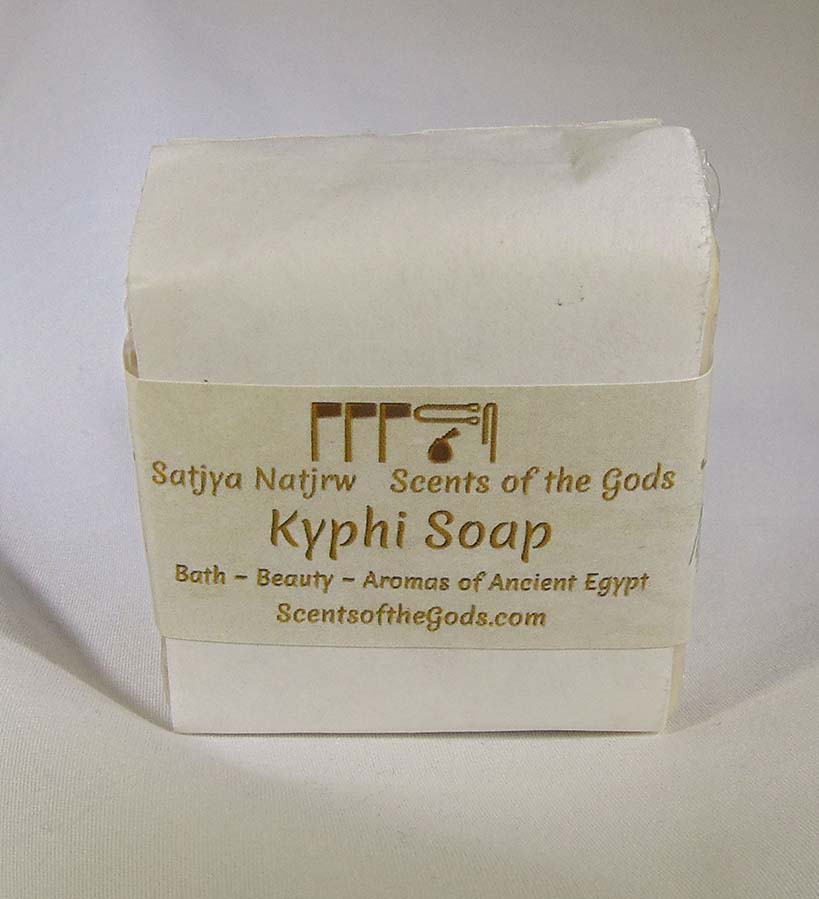 Satjya Natjrw Scents of the Gods
Kyphi Soap
Bath ~ Beauty ~ Aromas of Ancient Egypt
ScentsoftheGods.com